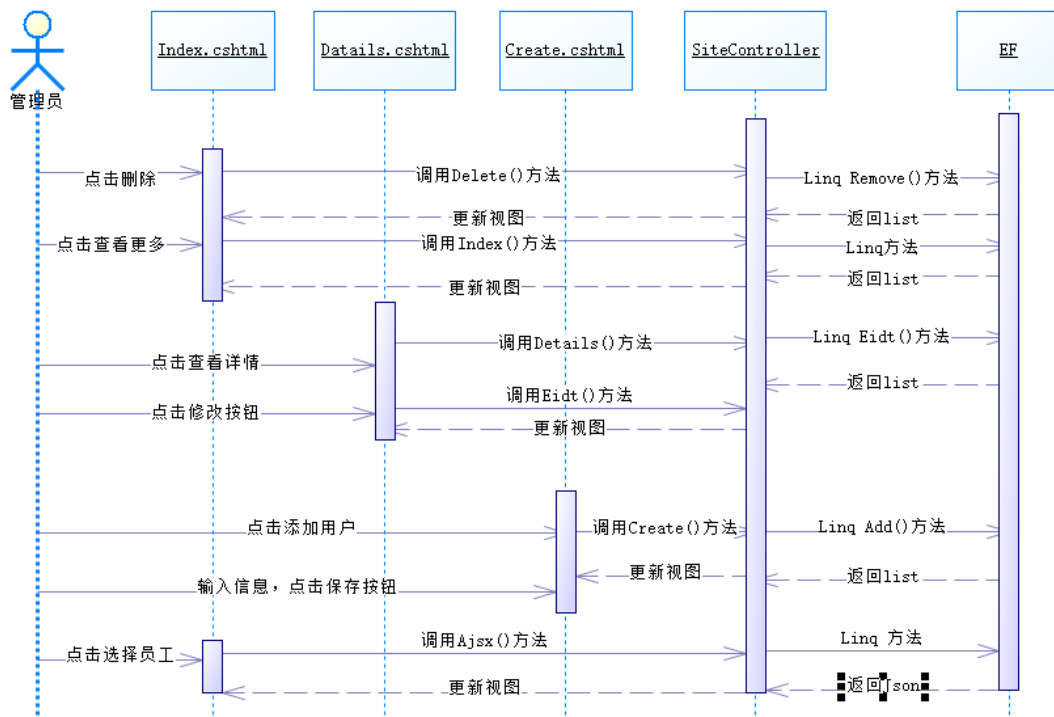 Index.cshtml
Datails.cshtml
Create.cshtml
SiteController
EF
管理员
点击删除
调用Delete()方法
Linq Remove()方法
更新视图
返回list
点击查看更多
调用Index()方法
Linq方法
更新视图
返回list
点击查看详情
调用Details()方法
Linq Eidt()方法
返回list
点击修改按钮
调用Eidt()方法
更新视图
点击添加用户
调用Create()方法
Linq Add()方法
更新视图
返回list
输入信息，点击保存按钮
点击选择员工
调用Ajsx()方法
Linq 方法
更新视图
返回Json